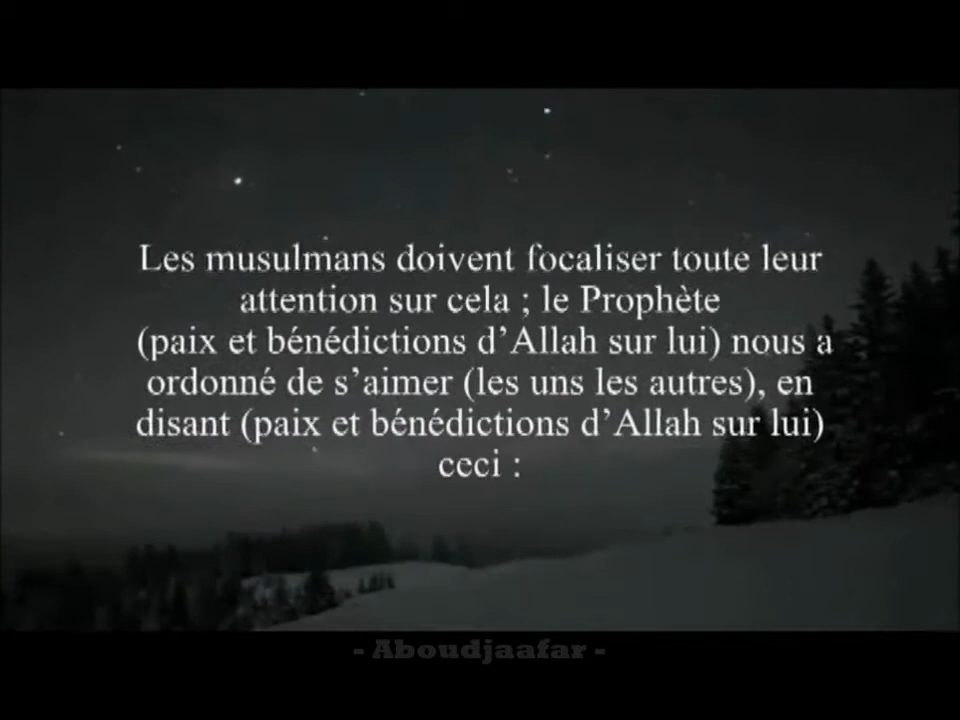 Les musulmans doivent focaliser toute leur
attention sur cela ; le Prophète
(paix et bénédictions d’Allah sur lui) nous a
ordonné de s’aimer (les uns les autres), en
disant (paix et bénédictions d’Allah sur lui)
ceci :
- Aboudjaafar -